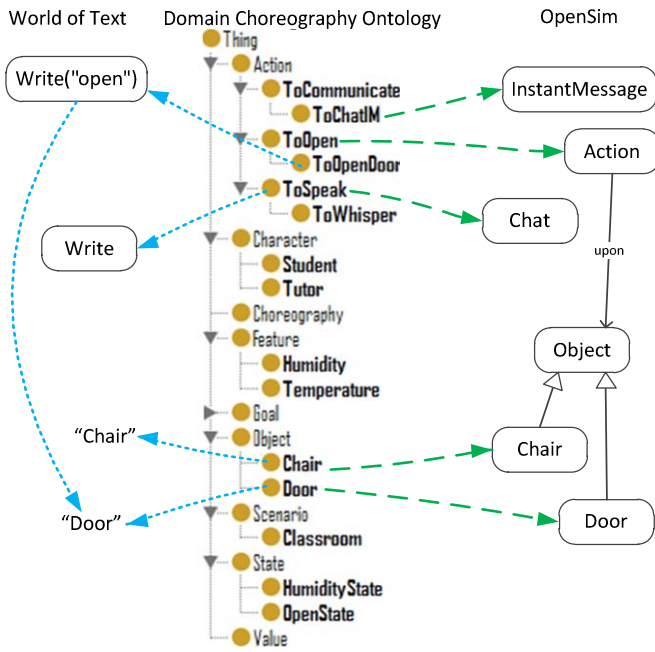 World of Text
Domain Choreography Ontology
OpenSim
Write("open")
Write
“Chair”
“Door”
Thing
Action
ToCommunicate
ToChatIM
ToOpen
ToOpenDoor
ToSpeak
ToWhisper
Character
Student
Tutor
Choreography
Feature
Humidity
Temperature
Goal
Object
Chair
Door
Scenario
Classroom
State
HumidityState
OpenState
Value
InstantMessage
Action
Chat
upon
Object
Chair
Door